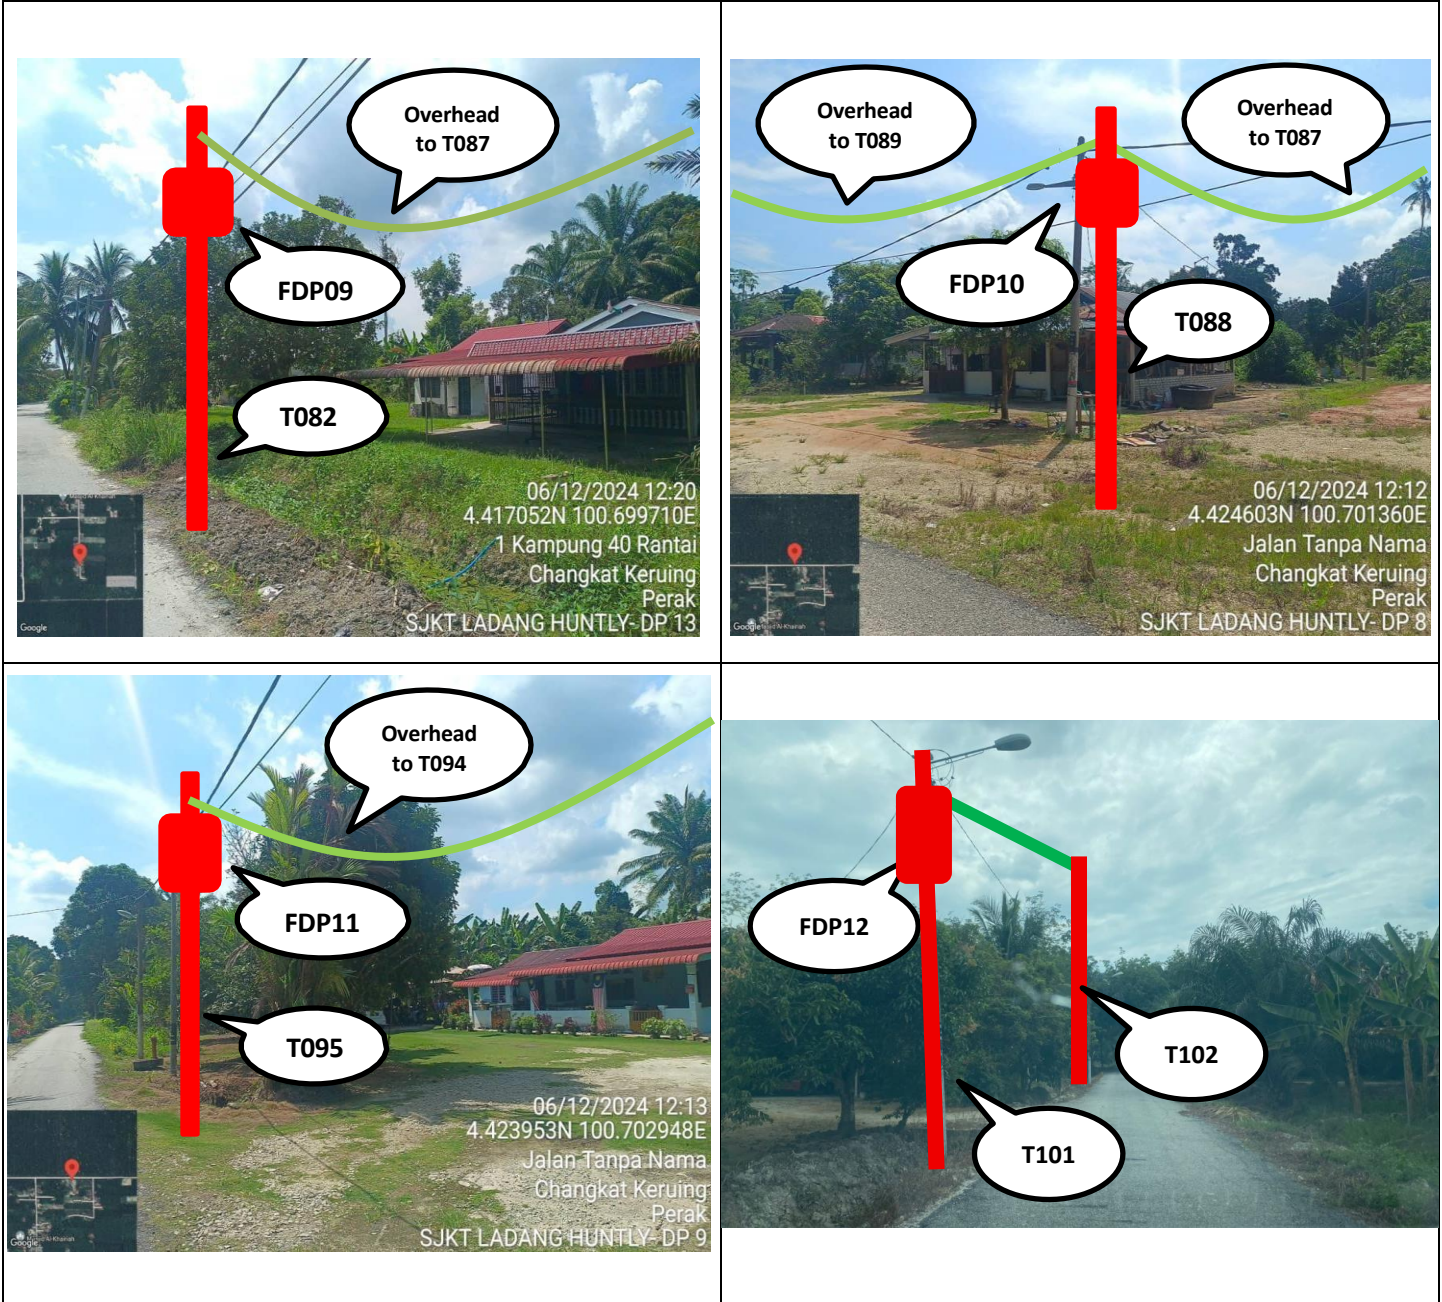 Overhead
to T087
FDP09
T082
06/12/2024 12:20
4.417052N 100.699710E
1 Kampung 40 Rantai
Changkat Keruing
Perak
SJKT LADANG HUNTLY- DP 13
Google
Overhead
to T089
Overhead
to T087
FDP10
T088
06/12/2024 12:12
4.424603N 100.701360E
Jalan Tanpa Nama
Changkat Keruing
Perak
SJKT LADANG HUNTLY- DP 8
Google
Overhead
to T094
FDP11
T095
06/12/2024 12:13
4.423953N 100.702948E
Jalan Tanpa Nama
Changkat Keruing
Perak
SJKT LADANG HUNTLY- DP 9
Google
FDP12
T102
T101